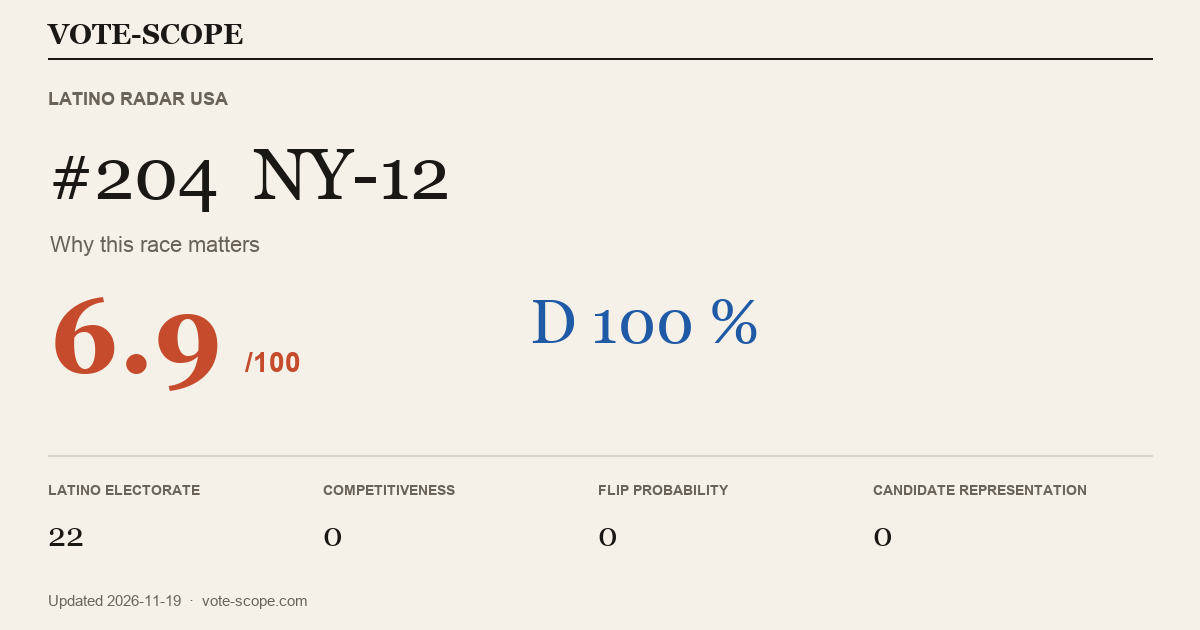 VOTE-SCOPE
LATINO RADAR USA
#204 NY-12
Why this race matters
6.9 /100
D 100 %
LATINO ELECTORATE COMPETITIVENESS FLIP PROBABILITY CANDIDATE REPRESENTATION
22 0 0 0
Updated 2026-11-19 · vote-scope.com